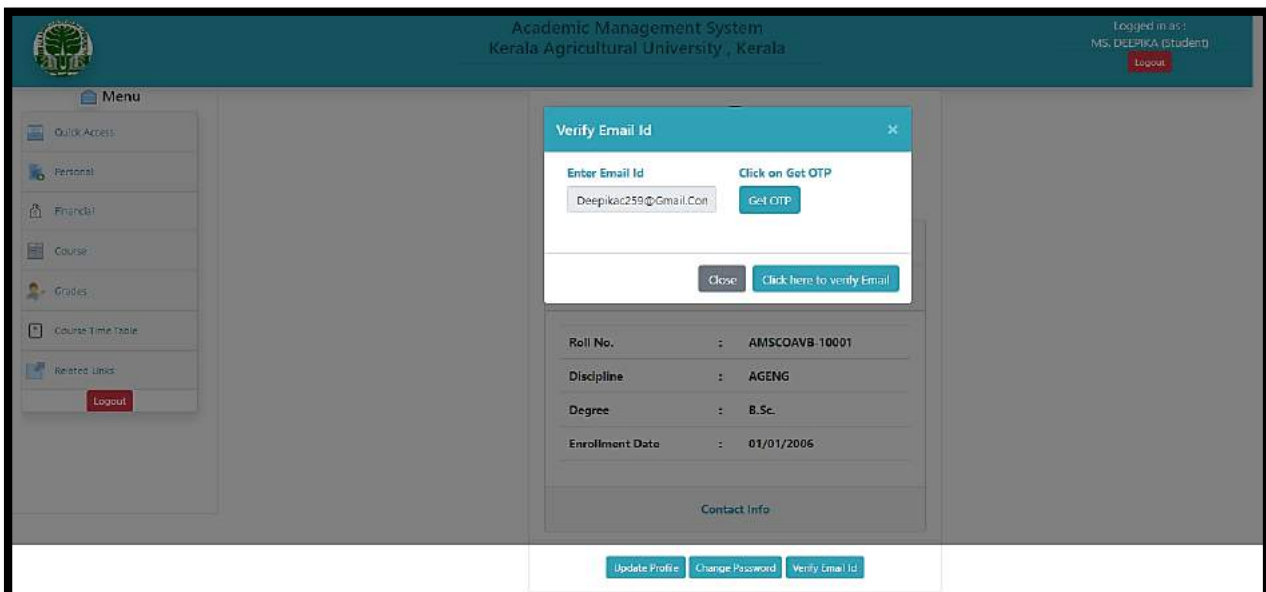 Academic Management System
Kerala Agricultural University , Kerala
Logged in as :
MS. DEEPIKA (Student)
Logout
Menu
Quick Access
Personal
Financial
Course
Grades
Course Time Table
Related Links
Logout
Verify Email Id ×
Enter Email Id Click on Get OTP
Deepikac259@Gmail.Com Get OTP
Close Click here to verify Email
Roll No. : AMSCOAVB-10001
Discipline : AGENG
Degree : B.Sc.
Enrollment Date : 01/01/2006
Contact Info
Update Profile Change Password Verify Email Id